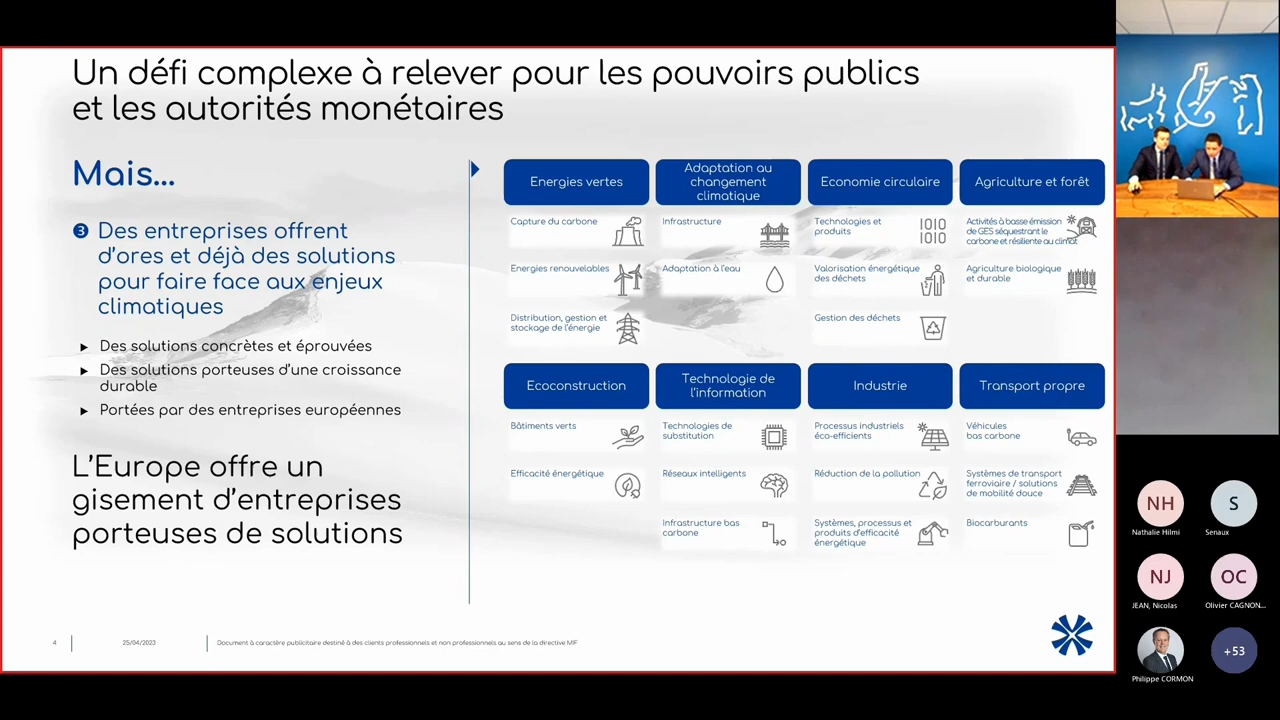 Un défi complexe à relever pour les pouvoirs publics
et les autorités monétaires
Mais...
❸ Des entreprises offrent
d'ores et déjà des solutions
pour faire face aux enjeux
climatiques
► Des solutions concrètes et éprouvées
► Des solutions porteuses d'une croissance
durable
► Portées par des entreprises européennes
L'Europe offre un
gisement d'entreprises
porteuses de solutions
Energies vertes
Capture du carbone
Energies renouvelables
Distribution, gestion et
stockage de l'énergie
Adaptation au
changement
climatique
Infrastructure
Adaptation à l'eau
Economie circulaire
Technologies et
produits
1010
1010
Valorisation énergétique
des déchets
Gestion des déchets
Agriculture et forêt
Activités à basse émission
de GES séquestrant le
carbone et résiliente au climat
Agriculture biologique
et durable
Ecoconstruction
Bâtiments verts
Efficacité énergétique
Technologie de
l'information
Technologies de
substitution
Réseaux intelligents
Infrastructure bas
carbone
Industrie
Processus industriels
éco-efficients
Réduction de la pollution
Systèmes, processus et
produits d'efficacité
énergétique
Transport propre
Véhicules
bas carbone
Systèmes de transport
ferroviaire / solutions
de mobilité douce
Biocarburants
4
25/04/2023
Document à caractère publicitaire destiné à des clients professionnels et non professionnels au sens de la directive MIF
NH
Nathalie Hilmi
S
Senaux
NJ
JEAN, Nicolas
OC
Olivier CAGNON...
Philippe CORMON
+53